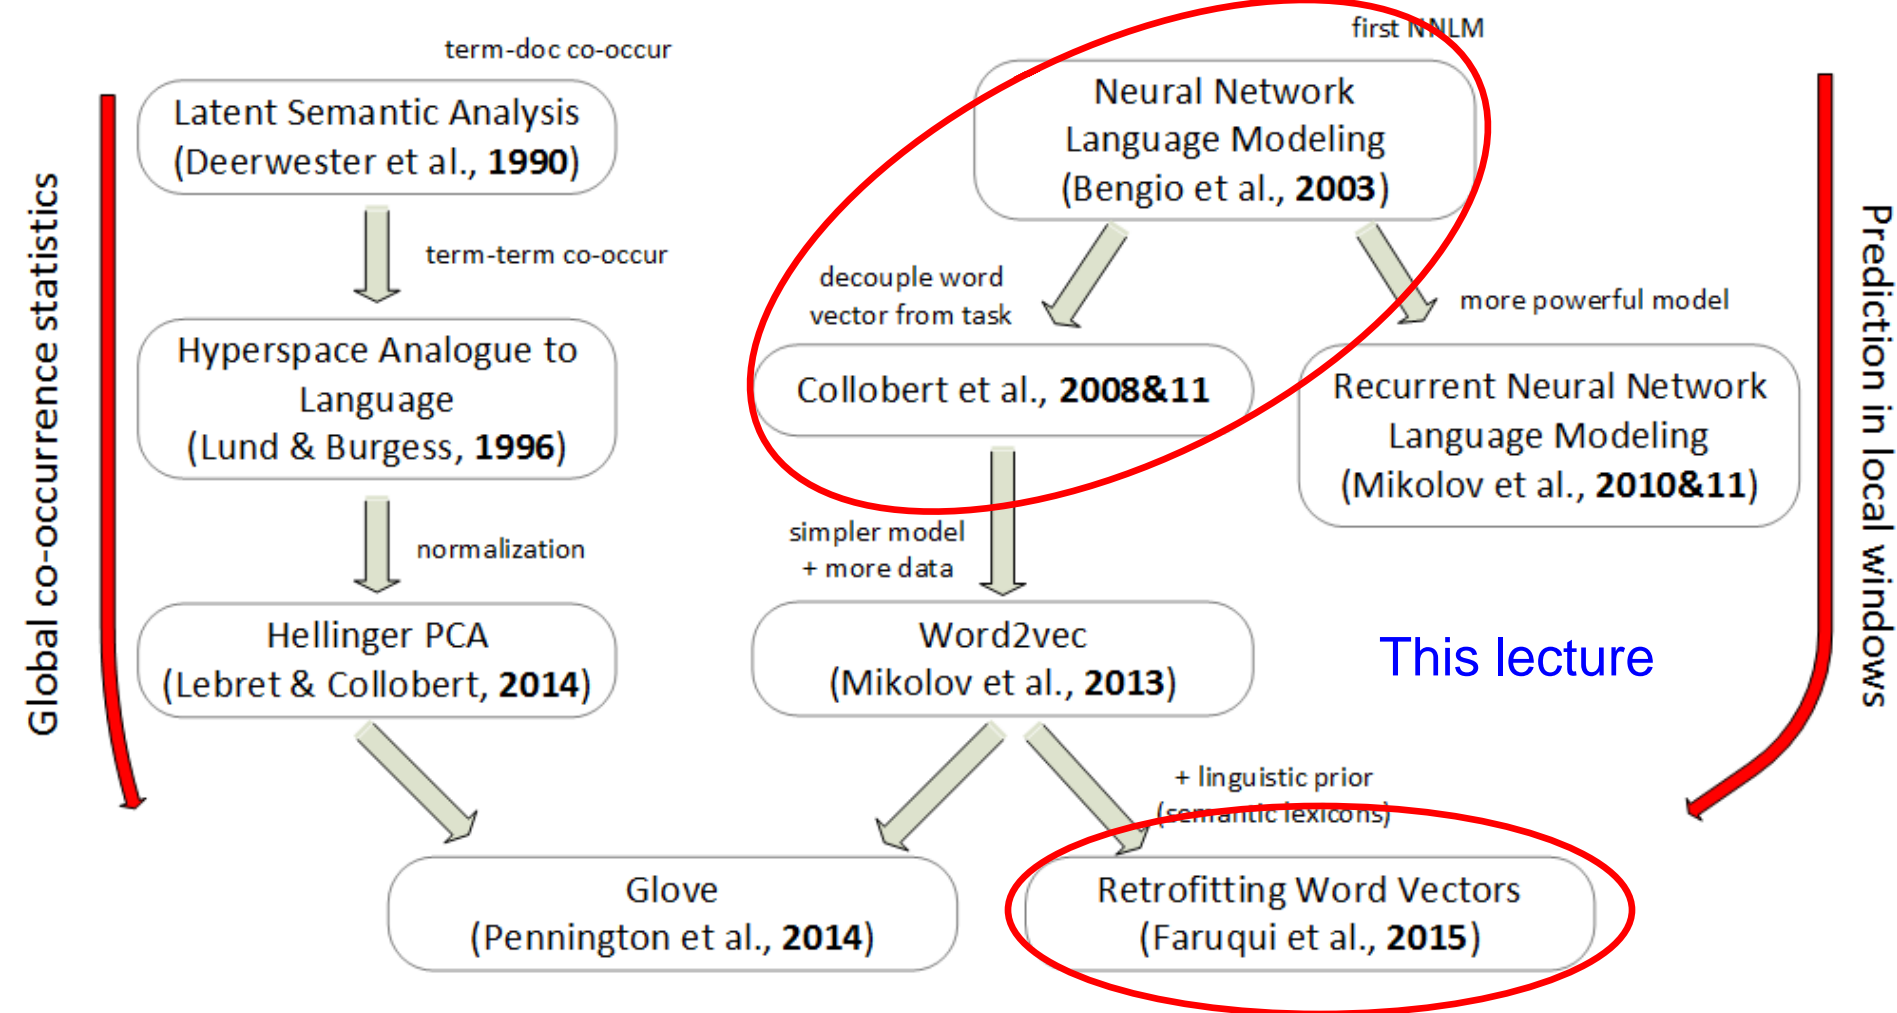 Global co-occurrence statistics
term-doc co-occur
Latent Semantic Analysis
(Deerwester et al., 1990)
term-term co-occur
Hyperspace Analogue to
Language
(Lund & Burgess, 1996)
normalization
Hellinger PCA
(Lebret & Collobert, 2014)
first NNLM
Neural Network
Language Modeling
(Bengio et al., 2003)
decouple word
vector from task
more powerful model
Collobert et al., 2008&11
Recurrent Neural Network
Language Modeling
(Mikolov et al., 2010&11)
simpler model
+ more data
Word2vec
(Mikolov et al., 2013)
This lecture
+ linguistic prior
(semantic lexicons)
Glove
(Pennington et al., 2014)
Retrofitting Word Vectors
(Faruqui et al., 2015)
Prediction in local windows